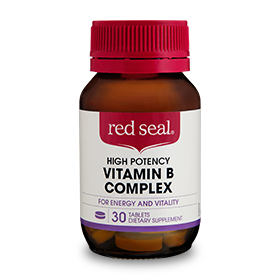 red seal®
HIGH POTENCY
VITAMIN B
COMPLEX
FOR ENERGY AND VITALITY
30 TABLETS
DIETARY SUPPLEMENT